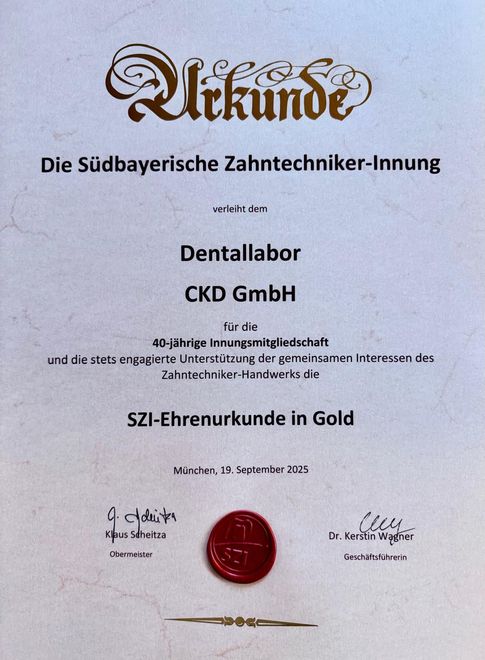 Urkunde
Die Südbayerische Zahntechniker-Innung
verleiht dem
Dentallabor
CKD GmbH
für die
40-jährige Innungsmitgliedschaft
und die stets engagierte Unterstützung der gemeinsamen Interessen des
Zahntechniker-Handwerks die
SZI-Ehrenurkunde in Gold
München, 19. September 2025
Klaus Scheitza
Obermeister
SZI
Dr. Kerstin Wagner
Geschäftsführerin